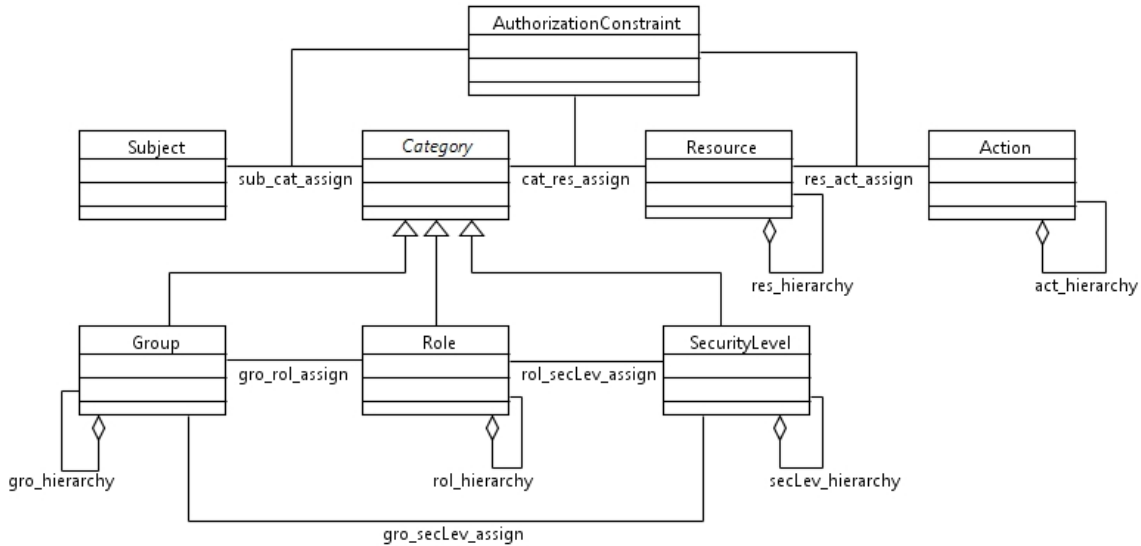 AuthorizationConstraint
Subject
Category
Resource
Action
sub_cat_assign
cat_res_assign
res_act_assign
res_hierarchy
act_hierarchy
Group
Role
SecurityLevel
gro_rol_assign
rol_secLev_assign
gro_hierarchy
rol_hierarchy
secLev_hierarchy
gro_secLev_assign